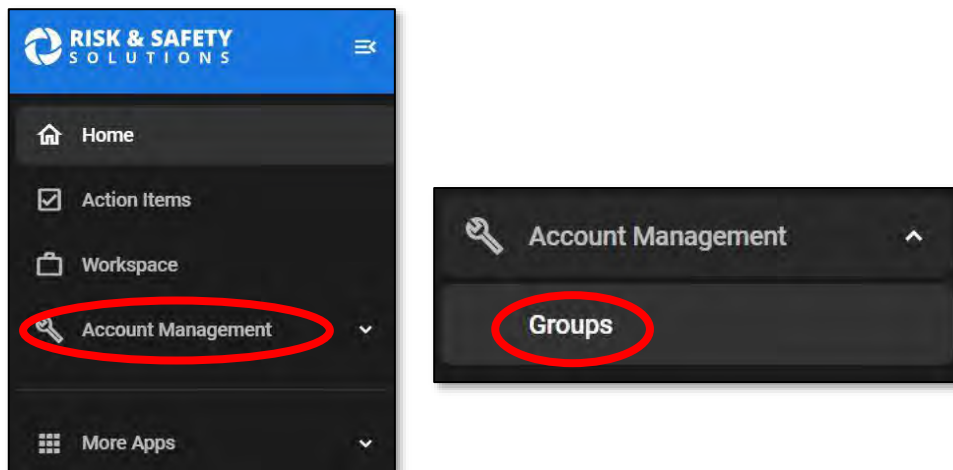 RISK & SAFETY
SOLUTIONS
Home
Action Items
Workspace
Account Management
More Apps
Account Management
Groups